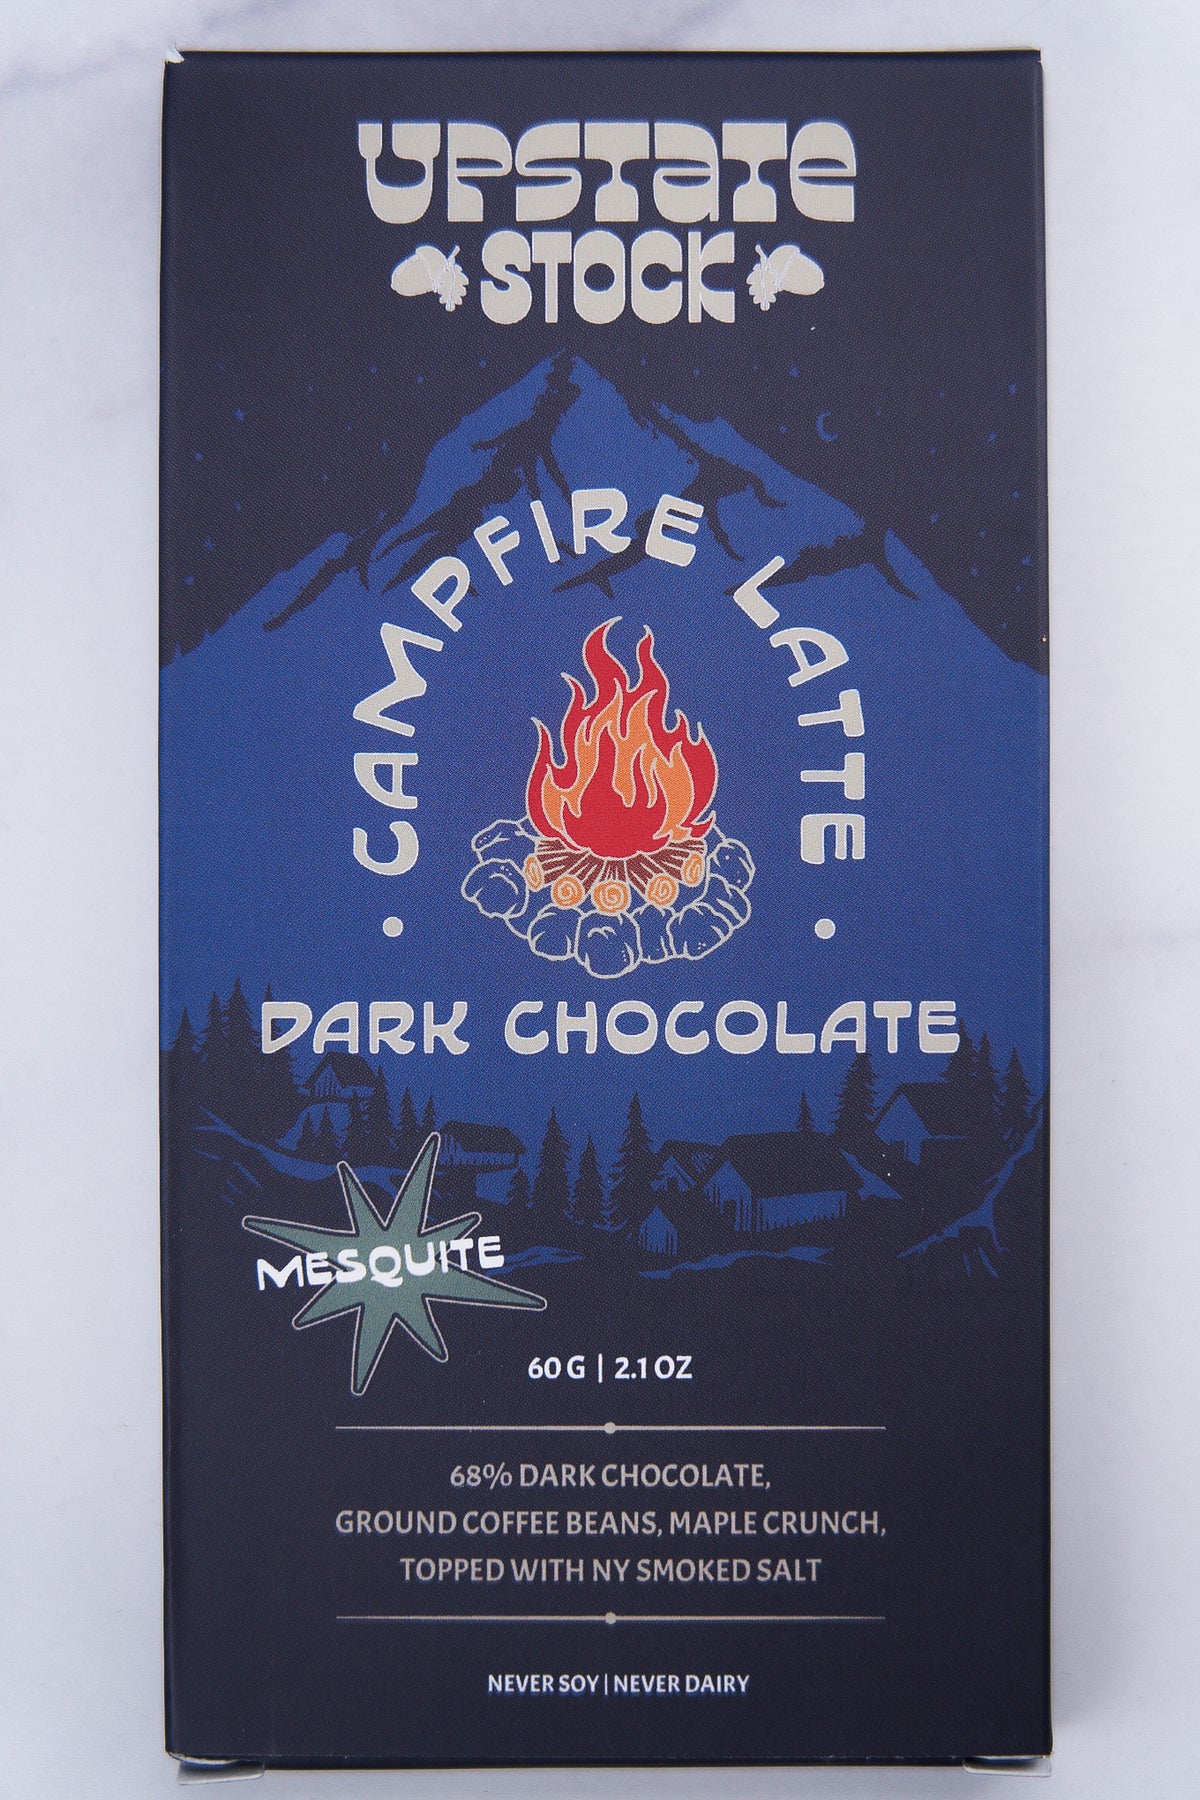 UPSTATE
STOCK
CAMPFIRE LATTE
DARK CHOCOLATE
MESQUITE
60 G | 2.1 OZ
68% DARK CHOCOLATE,
GROUND COFFEE BEANS, MAPLE CRUNCH,
TOPPED WITH NY SMOKED SALT
NEVER SOY | NEVER DAIRY